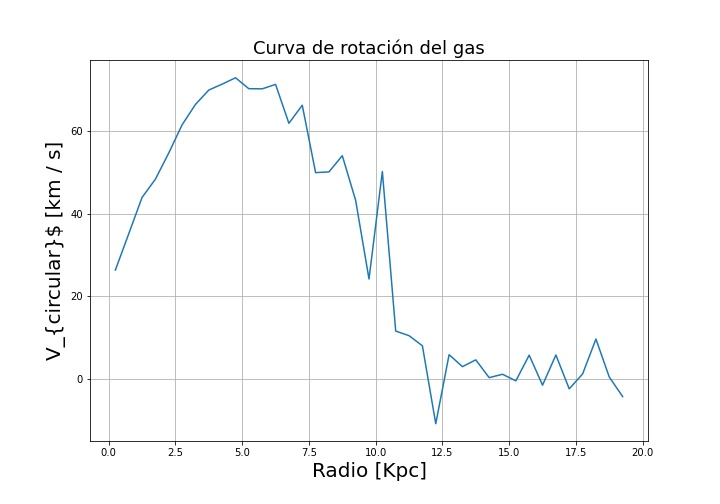 Curva de rotación del gas
V_{circular}$ [km / s]
60
40
20
0
0.0 2.5 5.0 7.5 10.0 12.5 15.0 17.5 20.0
Radio [Kpc]